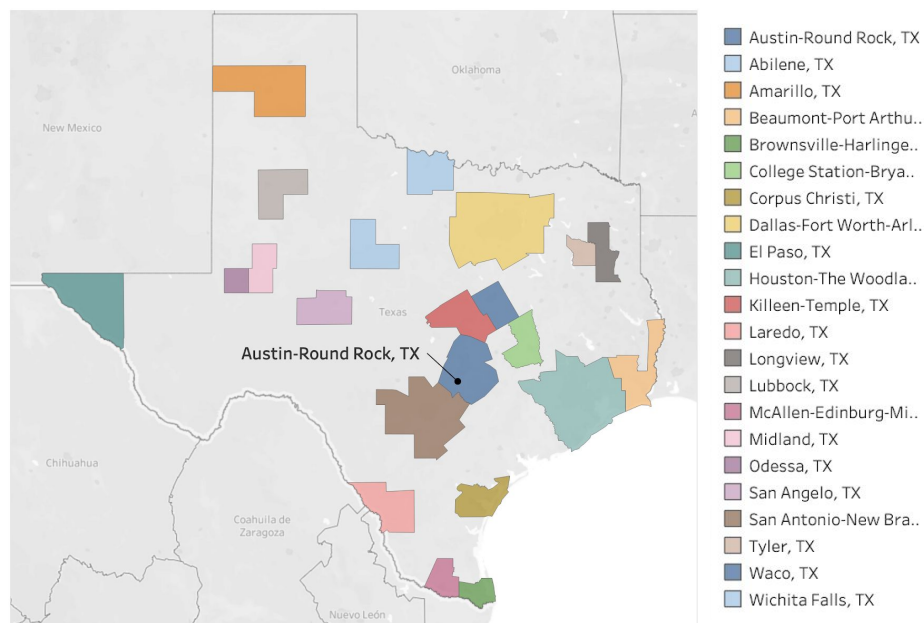 Oklahoma
New Mexico
Texas
Austin-Round Rock, TX
Chihuahua
Coahuila de
Zaragoza
Nuevo León
A
Austin-Round Rock, TX
Abilene, TX
Amarillo, TX
Beaumont-Port Arthu..
Brownsville-Harlinge..
College Station-Brya..
Corpus Christi, TX
Dallas-Fort Worth-Arl..
El Paso, TX
Houston-The Woodla..
Killeen-Temple, TX
Laredo, TX
Longview, TX
Lubbock, TX
McAllen-Edinburg-Mi..
Midland, TX
Odessa, TX
San Angelo, TX
San Antonio-New Bra..
Tyler, TX
Waco, TX
Wichita Falls, TX